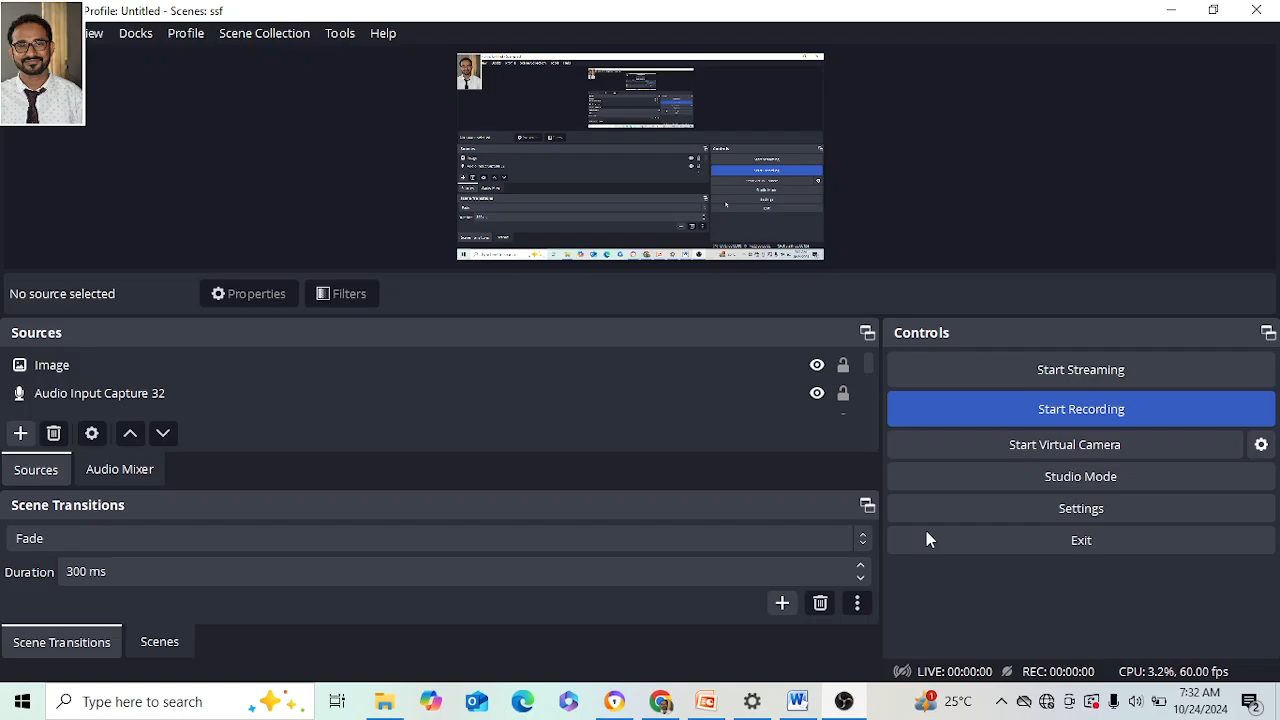 Profile: Untitled - Scenes: ssf
iew Docks Profile Scene Collection Tools Help
No source selected Properties Filters
Sources
Image
Audio Input Capture 32
Sources Audio Mixer
Scene Transitions
Fade
Duration 300 ms
Scene Transitions Scenes
Controls
Start Streaming
Start Recording
Start Virtual Camera
Studio Mode
Settings
Exit
LIVE: 00:00:00 REC: 00:00:00 CPU: 3.2%, 60.00 fps
Type here to search
1 25°C
7:32 AM
10/24/2024
2